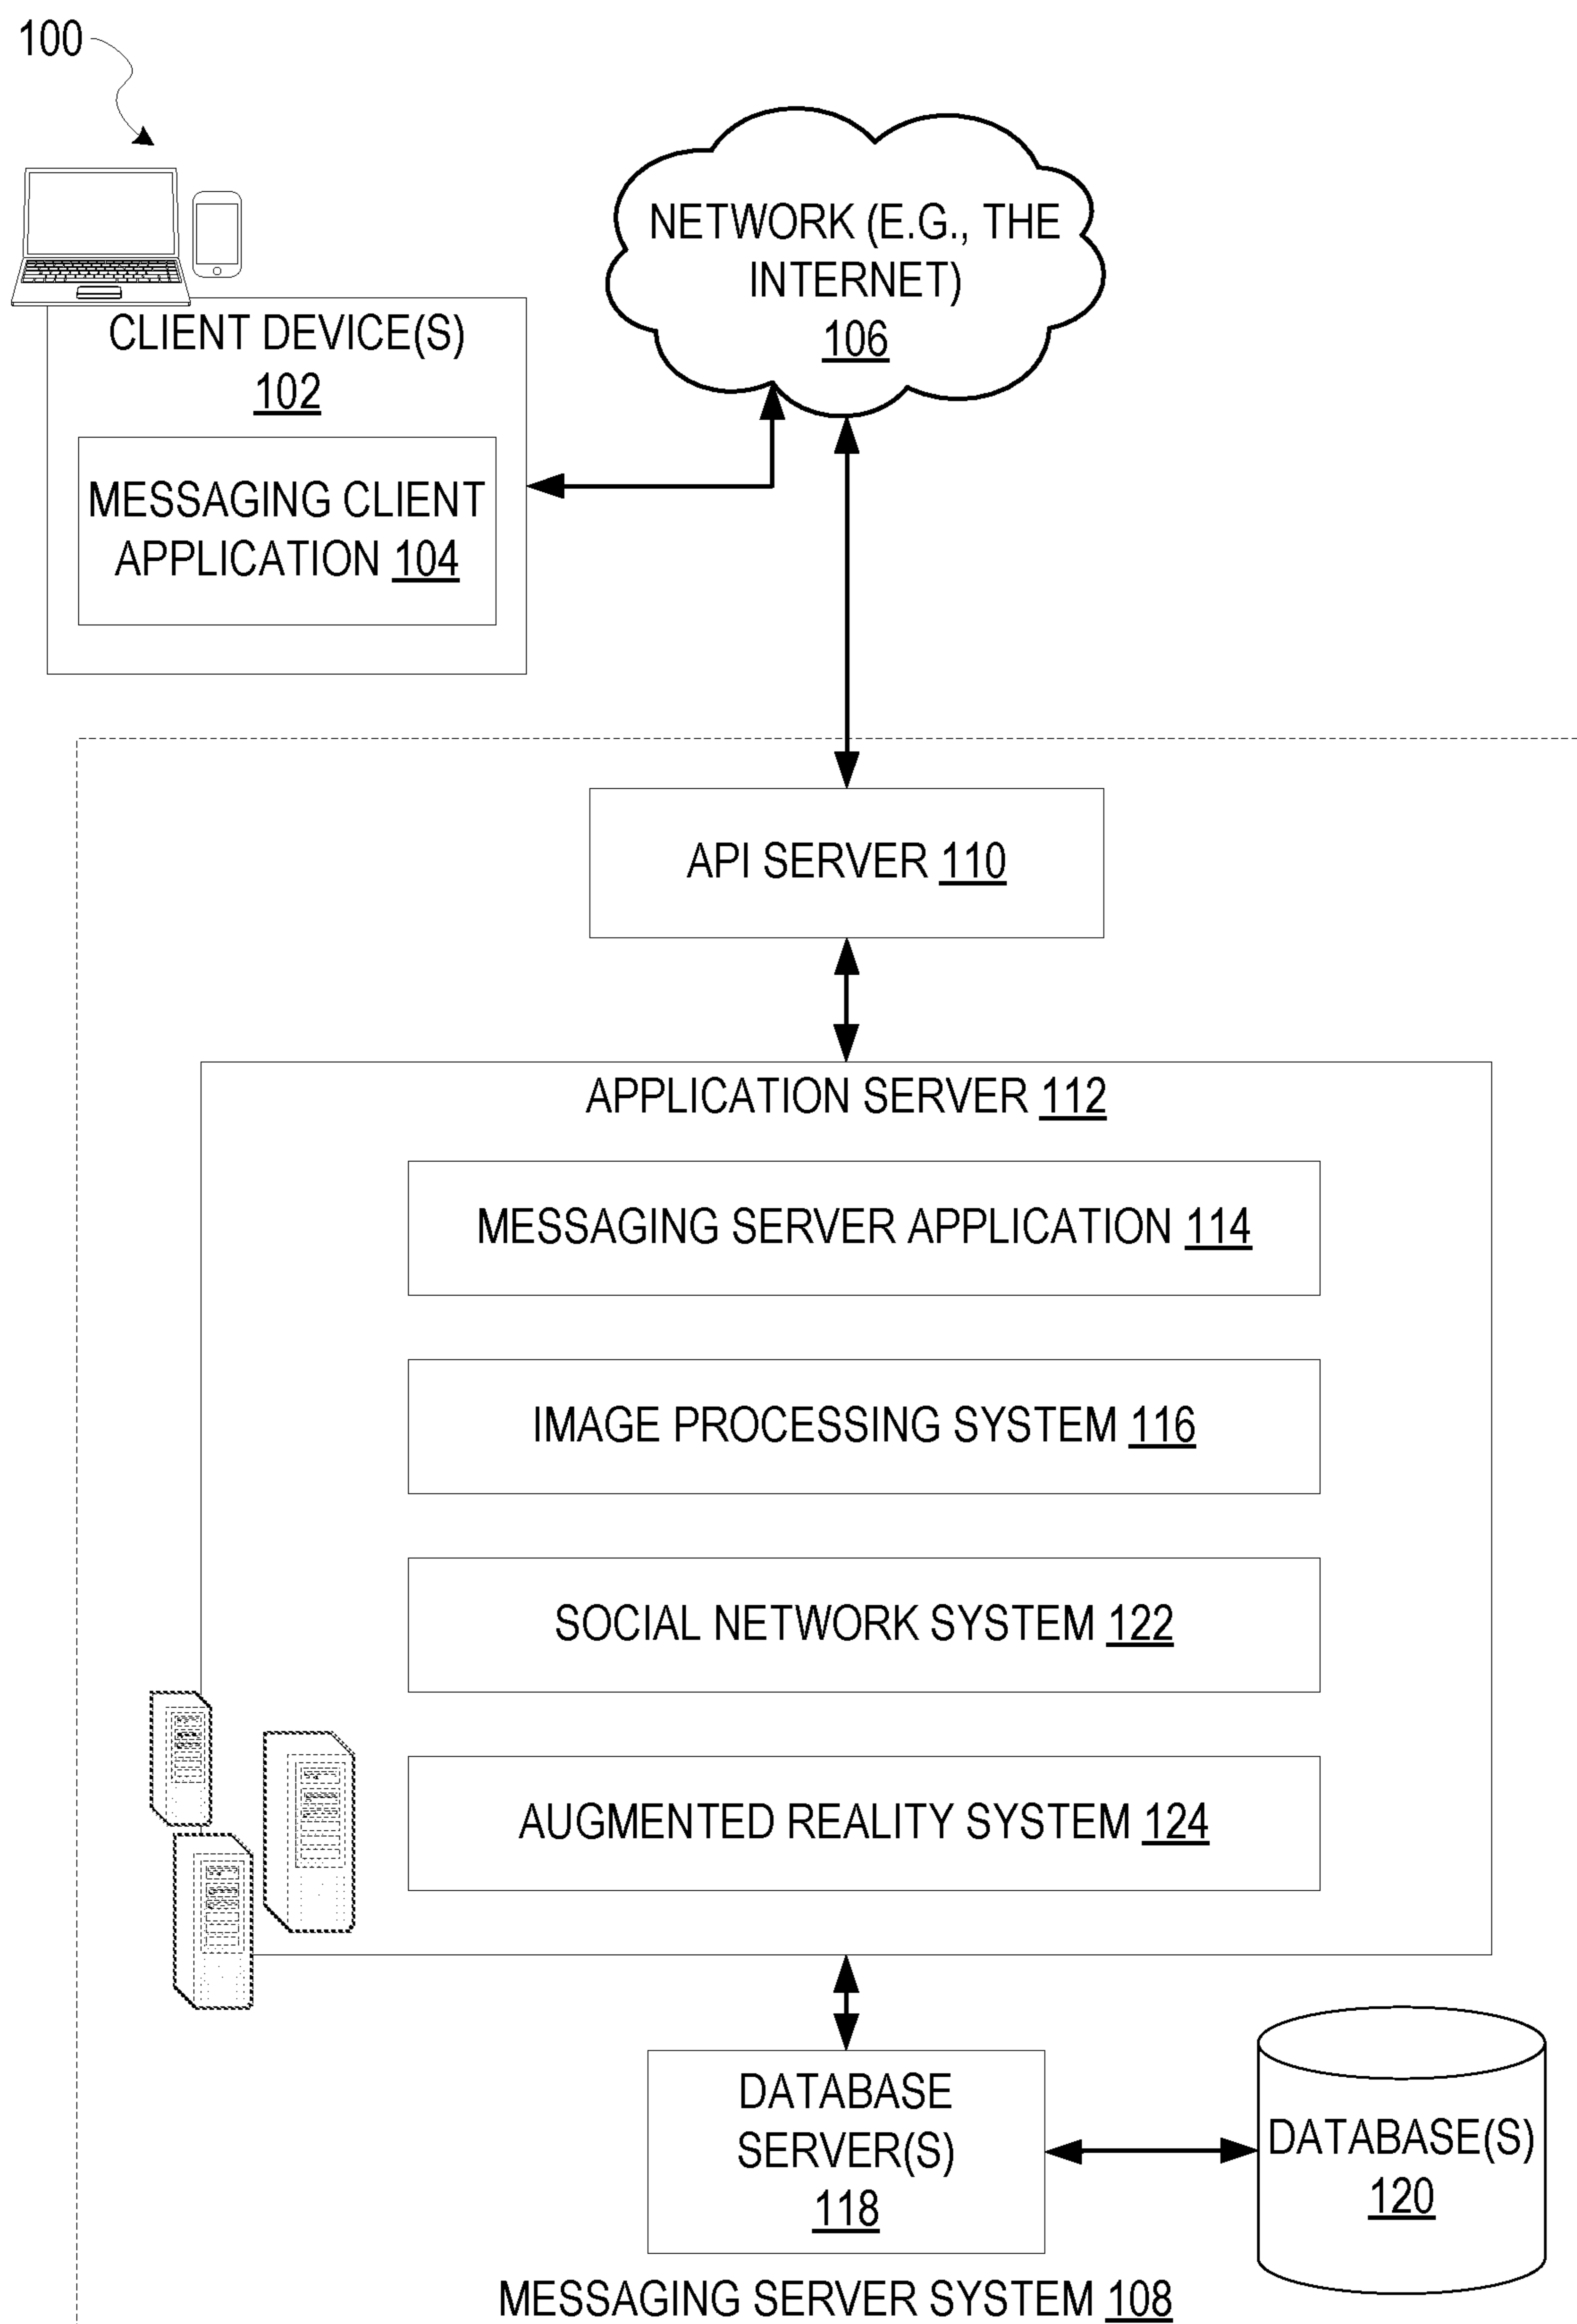 100
NETWORK (E.G., THE
INTERNET)
106
CLIENT DEVICE(S)
102
MESSAGING CLIENT
APPLICATION 104
API SERVER 110
APPLICATION SERVER 112
MESSAGING SERVER APPLICATION 114
IMAGE PROCESSING SYSTEM 116
SOCIAL NETWORK SYSTEM 122
AUGMENTED REALITY SYSTEM 124
DATABASE
SERVER(S)
118
DATABASE(S)
120
MESSAGING SERVER SYSTEM 108